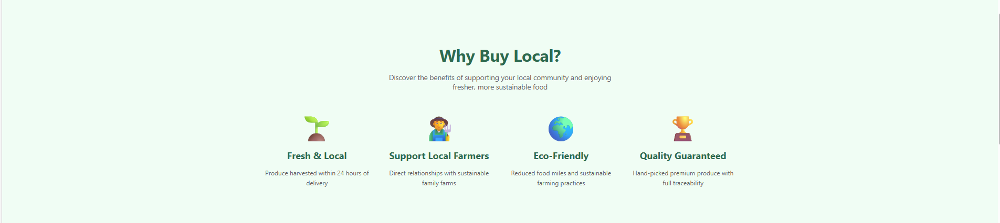 Why Buy Local?
Discover the benefits of supporting your local community and enjoying
fresher, more sustainable food
Fresh & Local
Produce harvested within 24 hours of
delivery
Support Local Farmers
Direct relationships with sustainable
family farms
Eco-Friendly
Reduced food miles and sustainable
farming practices
Quality Guaranteed
Hand-picked premium produce with
full traceability